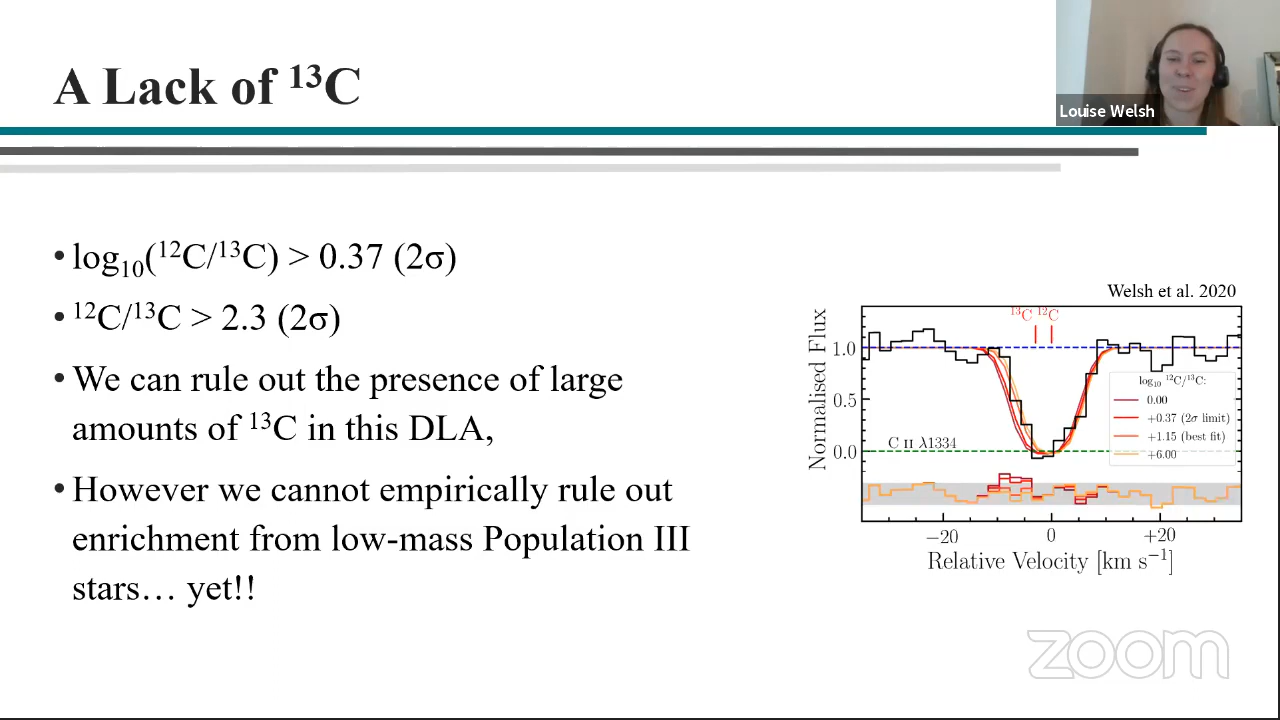 A Lack of ¹³C
Louise Welsh
• log₁₀(¹²C/¹³C) > 0.37 (2σ)
• ¹²C/¹³C > 2.3 (2σ)
• We can rule out the presence of large
amounts of ¹³C in this DLA,
• However we cannot empirically rule out
enrichment from low-mass Population III
stars… yet!!
Welsh et al. 2020
¹³C ¹²C
Normalised Flux
1.0
0.5
0.0
log₁₀ ¹²C/¹³C:
0.00
+0.37 (2σ limit)
+1.15 (best fit)
+6.00
C II λ1334
−20 0 +20
Relative Velocity [km s⁻¹]
zoom